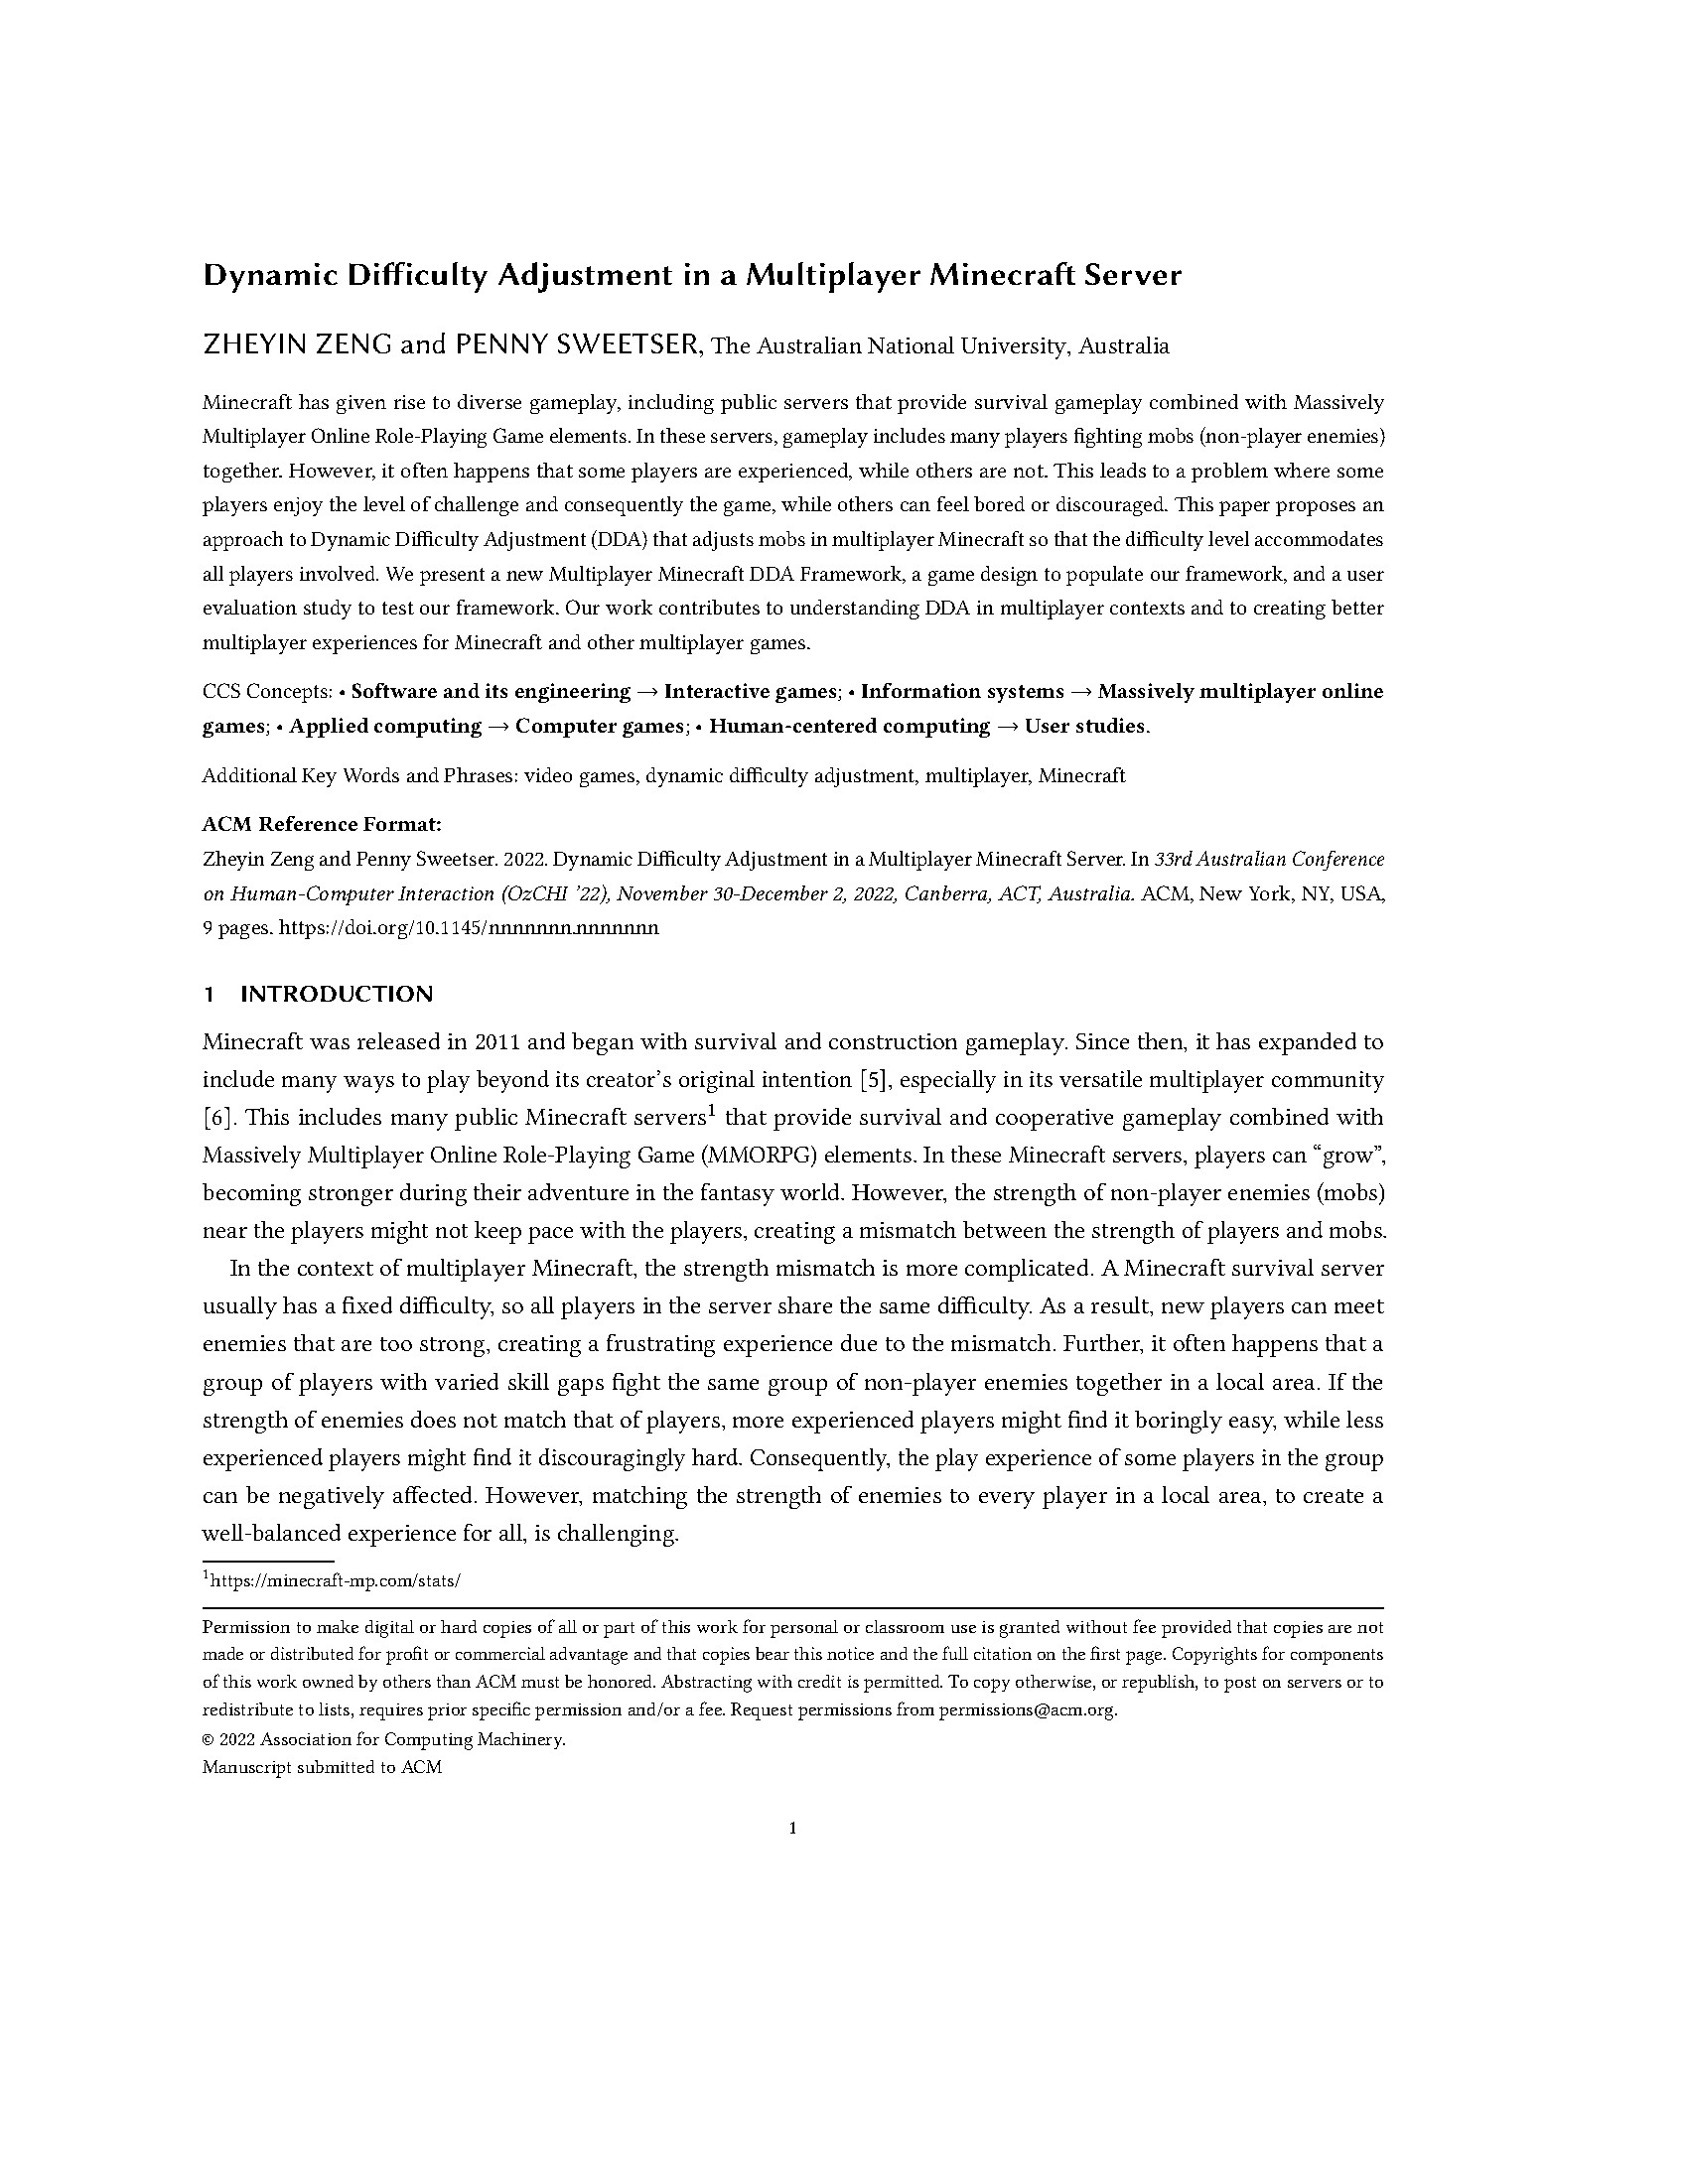 Dynamic Difficulty Adjustment in a Multiplayer Minecraft Server
ZHEYIN ZENG and PENNY SWEETSER, The Australian National University, Australia
Minecraft has given rise to diverse gameplay, including public servers that provide survival gameplay combined with Massively
Multiplayer Online Role-Playing Game elements. In these servers, gameplay includes many players fighting mobs (non-player enemies)
together. However, it often happens that some players are experienced, while others are not. This leads to a problem where some
players enjoy the level of challenge and consequently the game, while others can feel bored or discouraged. This paper proposes an
approach to Dynamic Difficulty Adjustment (DDA) that adjusts mobs in multiplayer Minecraft so that the difficulty level accommodates
all players involved. We present a new Multiplayer Minecraft DDA Framework, a game design to populate our framework, and a user
evaluation study to test our framework. Our work contributes to understanding DDA in multiplayer contexts and to creating better
multiplayer experiences for Minecraft and other multiplayer games.
CCS Concepts: • Software and its engineering → Interactive games; • Information systems → Massively multiplayer online
games; • Applied computing → Computer games; • Human-centered computing → User studies.
Additional Key Words and Phrases: video games, dynamic difficulty adjustment, multiplayer, Minecraft
ACM Reference Format:
Zheyin Zeng and Penny Sweetser. 2022. Dynamic Difficulty Adjustment in a Multiplayer Minecraft Server. In 33rd Australian Conference
on Human-Computer Interaction (OzCHI '22), November 30-December 2, 2022, Canberra, ACT, Australia. ACM, New York, NY, USA,
9 pages. https://doi.org/10.1145/nnnnnnn.nnnnnnn
1 INTRODUCTION
Minecraft was released in 2011 and began with survival and construction gameplay. Since then, it has expanded to
include many ways to play beyond its creator's original intention [5], especially in its versatile multiplayer community
[6]. This includes many public Minecraft servers1 that provide survival and cooperative gameplay combined with
Massively Multiplayer Online Role-Playing Game (MMORPG) elements. In these Minecraft servers, players can “grow”,
becoming stronger during their adventure in the fantasy world. However, the strength of non-player enemies (mobs)
near the players might not keep pace with the players, creating a mismatch between the strength of players and mobs.
In the context of multiplayer Minecraft, the strength mismatch is more complicated. A Minecraft survival server
usually has a fixed difficulty, so all players in the server share the same difficulty. As a result, new players can meet
enemies that are too strong, creating a frustrating experience due to the mismatch. Further, it often happens that a
group of players with varied skill gaps fight the same group of non-player enemies together in a local area. If the
strength of enemies does not match that of players, more experienced players might find it boringly easy, while less
experienced players might find it discouragingly hard. Consequently, the play experience of some players in the group
can be negatively affected. However, matching the strength of enemies to every player in a local area, to create a
well-balanced experience for all, is challenging.
1https://minecraft-mp.com/stats/
Permission to make digital or hard copies of all or part of this work for personal or classroom use is granted without fee provided that copies are not
made or distributed for profit or commercial advantage and that copies bear this notice and the full citation on the first page. Copyrights for components
of this work owned by others than ACM must be honored. Abstracting with credit is permitted. To copy otherwise, or republish, to post on servers or to
redistribute to lists, requires prior specific permission and/or a fee. Request permissions from permissions@acm.org.
© 2022 Association for Computing Machinery.
Manuscript submitted to ACM
1